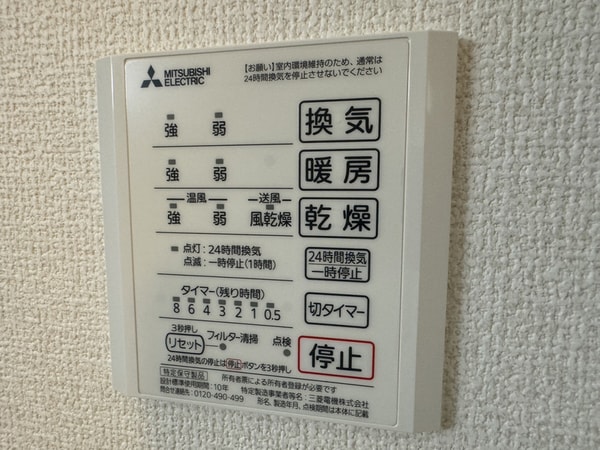 MITSUBISHI
ELECTRIC
【お願い】室内環境維持のため、通常は
24時間換気を停止させないでください
強 弱 換気
強 弱 暖房
温風 送風
強 弱 風乾燥 乾燥
点灯:24時間換気
点滅:一時停止(1時間)
24時間換気
一時停止
タイマー(残り時間)
8 6 4 3 2 1 0.5
切タイマー
3秒押し
リセット フィルター清掃 点検
停止
24時間換気の停止は停止ボタンを3秒押し
特定保守製品 所有者票による所有者登録が必要です
設計標準使用期間:10年 特定製造事業者等名:三菱電機株式会社
問合せ連絡先:0120-490-499 形名、製造年月、点検期間は本体に記載